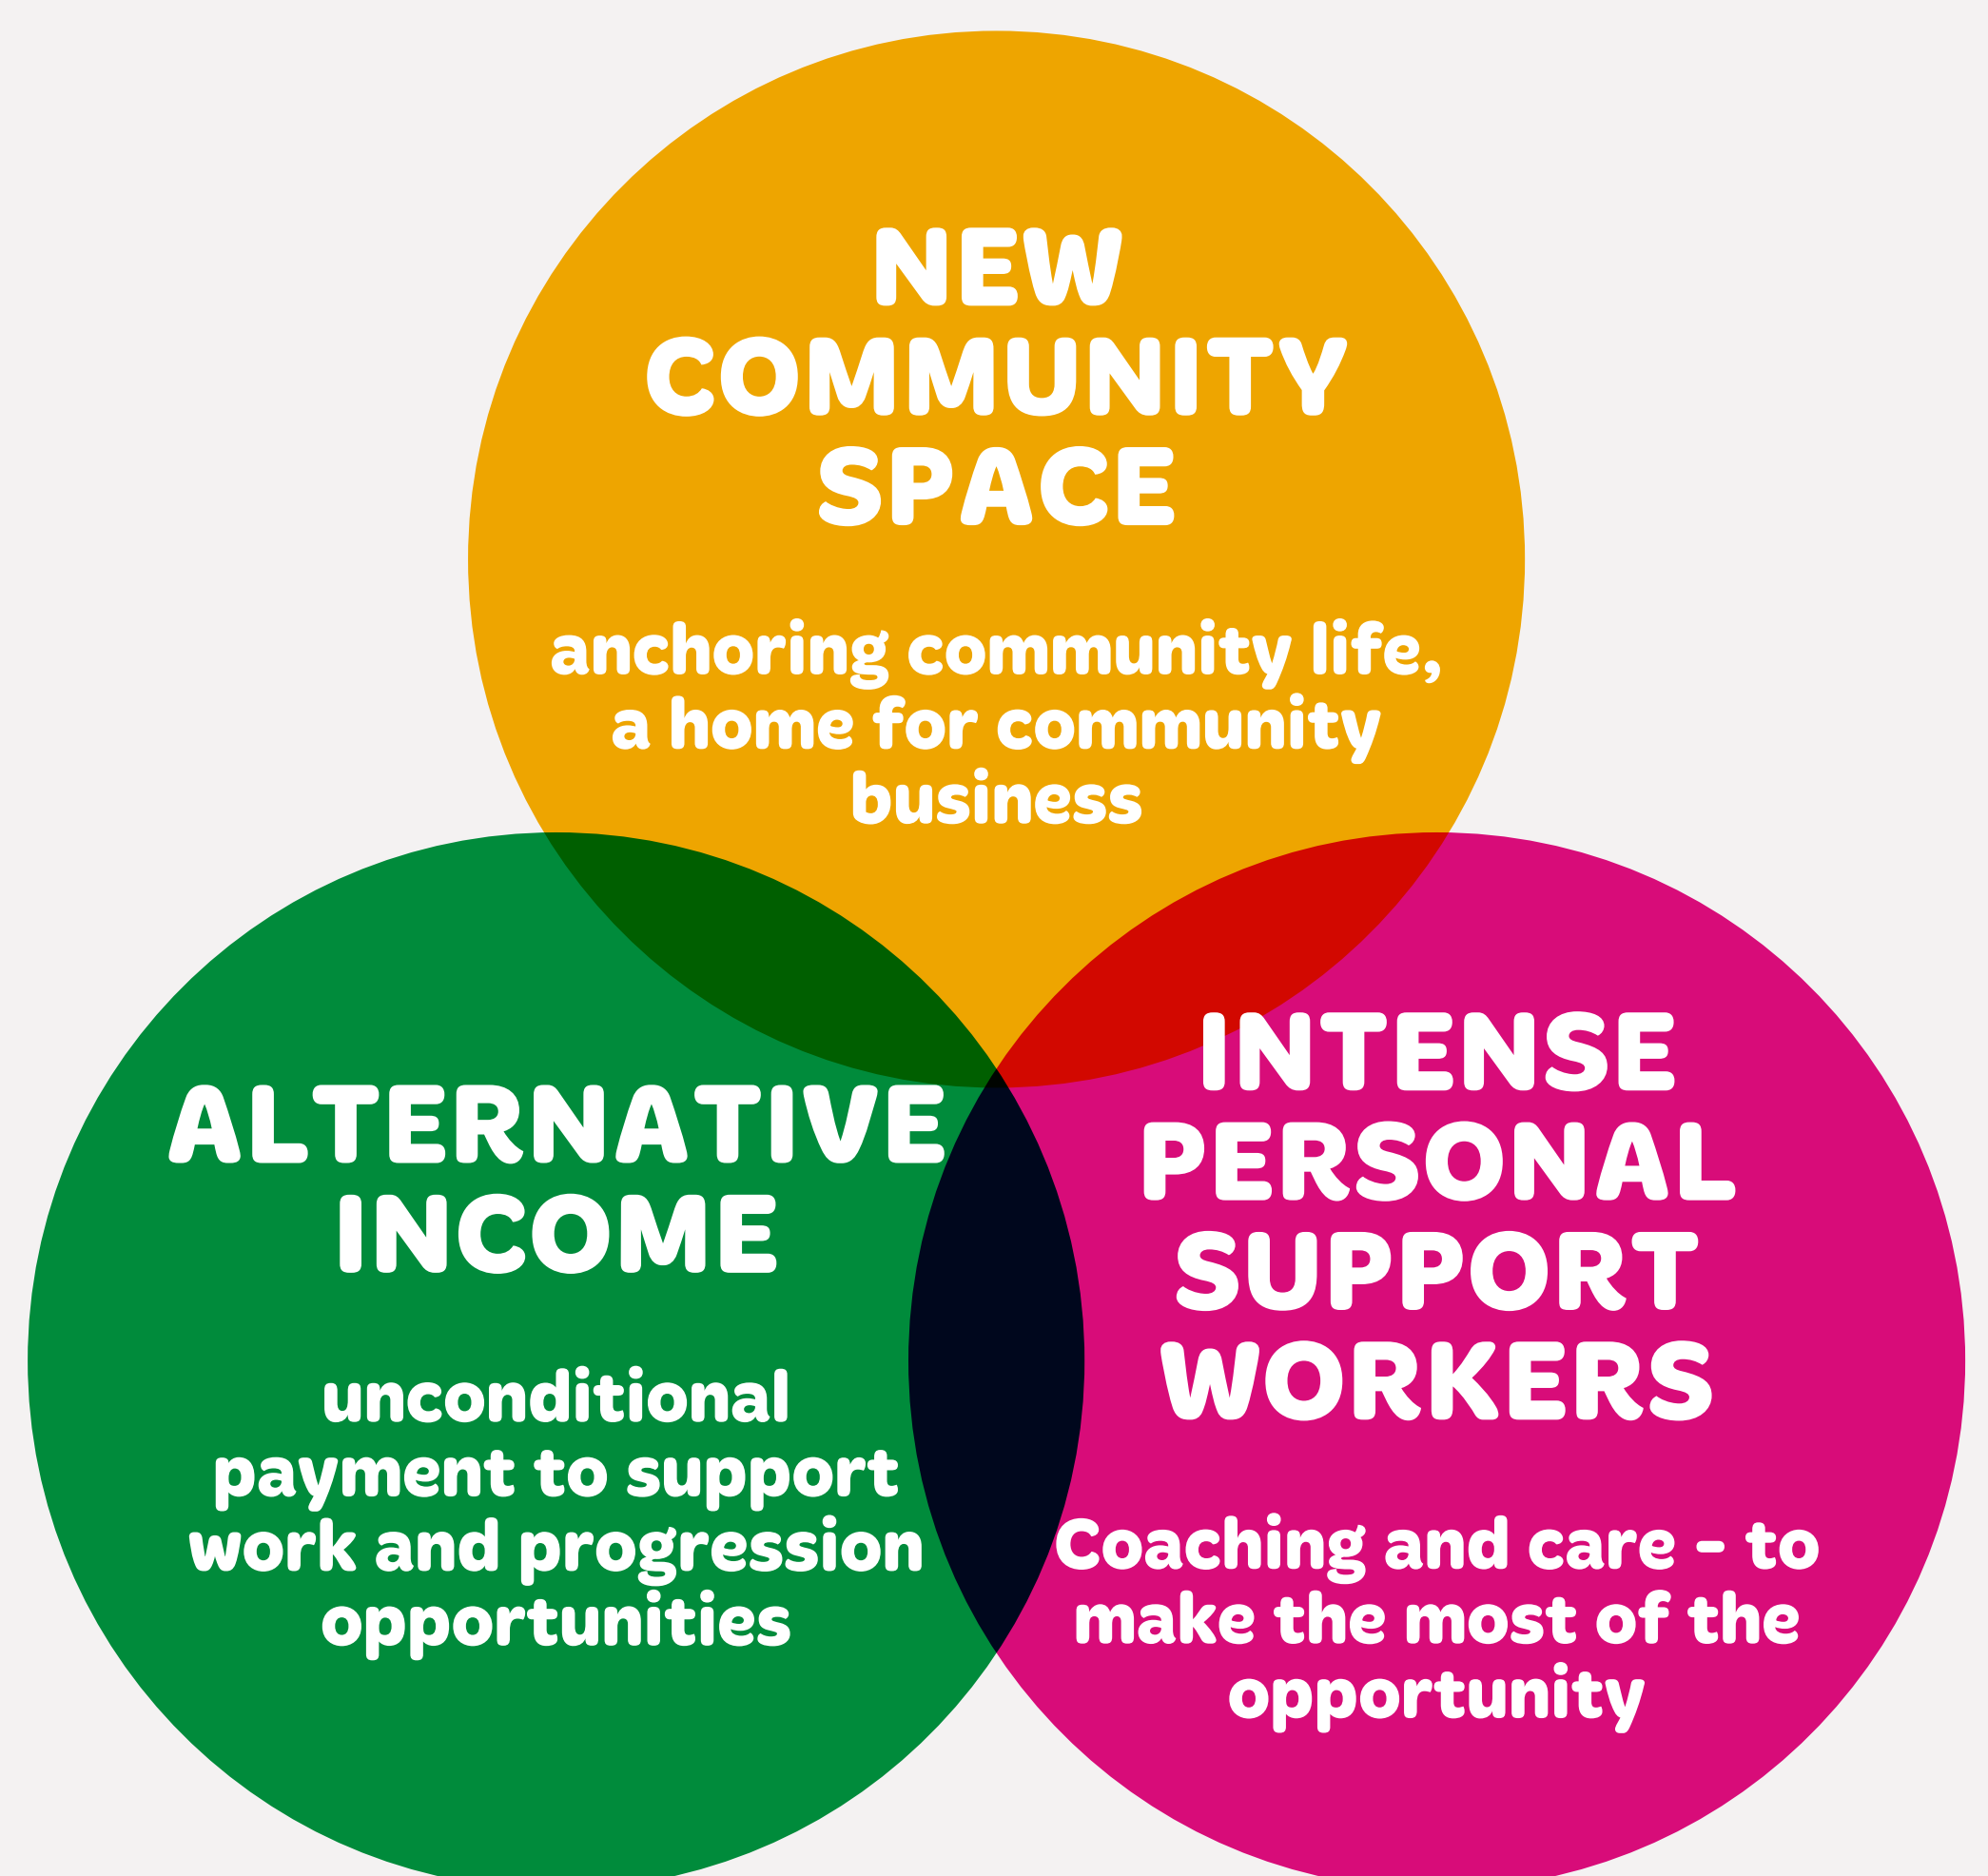 NEW
COMMUNITY
SPACE
anchoring community life,
a home for community
business
ALTERNATIVE
INCOME
unconditional
payment to support
work and progression
opportunities
INTENSE
PERSONAL
SUPPORT
WORKERS
Coaching and care – to
make the most of the
opportunity